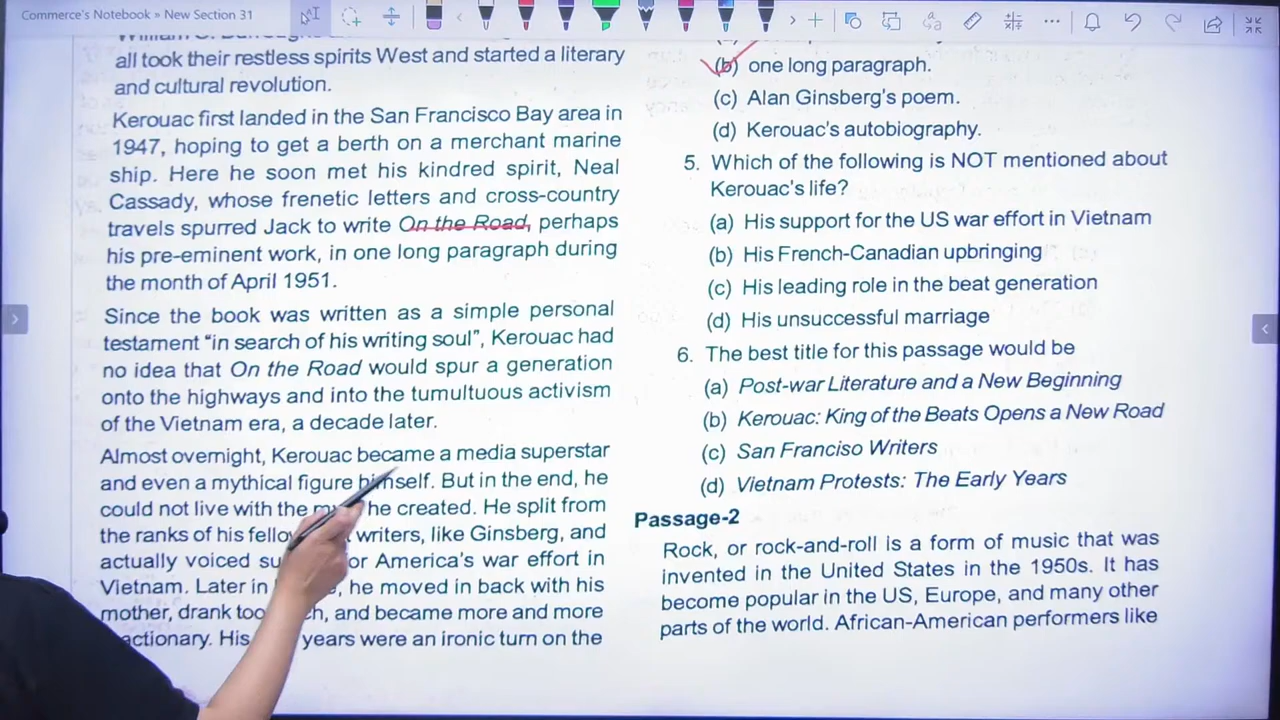 Commerce's Notebook » New Section 31
all took their restless spirits West and started a literary
and cultural revolution.
Kerouac first landed in the San Francisco Bay area in
1947, hoping to get a berth on a merchant marine
ship. Here he soon met his kindred spirit, Neal
Cassady, whose frenetic letters and cross-country
travels spurred Jack to write On the Road, perhaps
his pre-eminent work, in one long paragraph during
the month of April 1951.
Since the book was written as a simple personal
testament “in search of his writing soul”, Kerouac had
no idea that On the Road would spur a generation
onto the highways and into the tumultuous activism
of the Vietnam era, a decade later.
Almost overnight, Kerouac became a media superstar
and even a mythical figure himself. But in the end, he
could not live with the he created. He split from
the ranks of his writers, like Ginsberg, and
actually voiced for America's war effort in
Vietnam. Later in he moved in back with his
mother, drank too and became more and more
His years were an ironic turn on the
(b) one long paragraph.
(c) Alan Ginsberg's poem.
(d) Kerouac's autobiography.
5. Which of the following is NOT mentioned about
Kerouac's life?
(a) His support for the US war effort in Vietnam
(b) His French-Canadian upbringing
(c) His leading role in the beat generation
(d) His unsuccessful marriage
6. The best title for this passage would be
(a) Post-war Literature and a New Beginning
(b) Kerouac: King of the Beats Opens a New Road
(c) San Franciso Writers
(d) Vietnam Protests: The Early Years
Passage-2
Rock, or rock-and-roll is a form of music that was
invented in the United States in the 1950s. It has
become popular in the US, Europe, and many other
parts of the world. African-American performers like